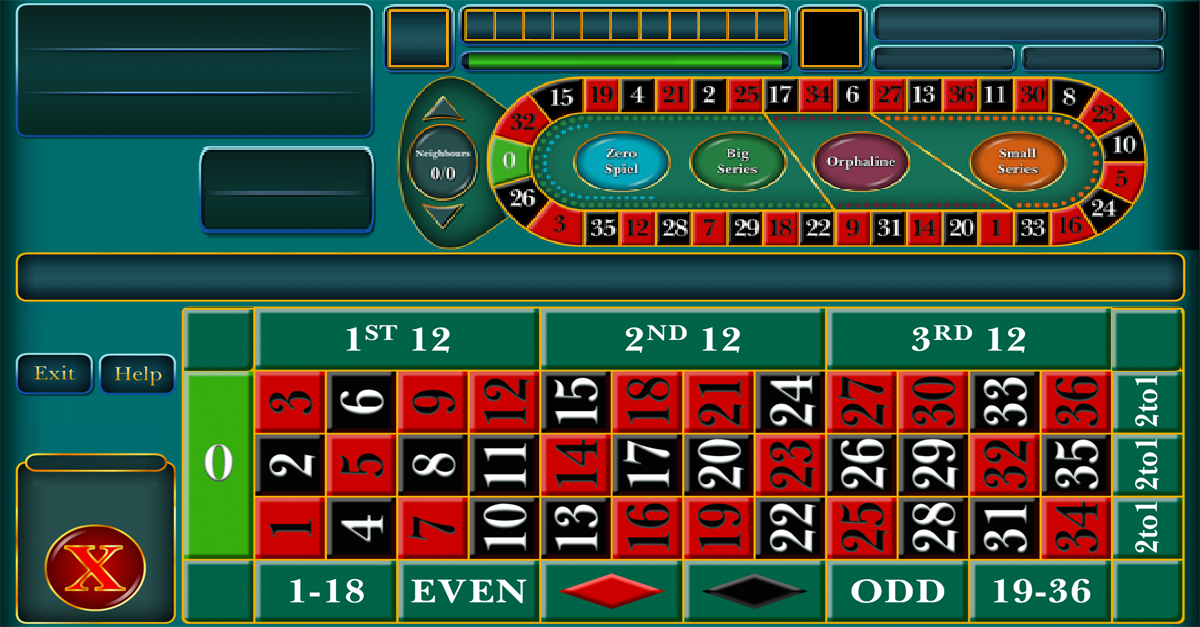 15 19 4 21 2 25 17 34 6 27 13 36 11 30 8
32 23
Neighbours
0/0
0
Zero
Spiel
Big
Series
Orphaline
Small
Series
10
5
26 24
3 35 12 28 7 29 18 22 9 31 14 20 1 33 16
1ST 12 2ND 12 3RD 12
Exit Help
3 6 9 12 15 18 21 24 27 30 33 36 2to1
0 2 5 8 11 14 17 20 23 26 29 32 35 2to1
1 4 7 10 13 16 19 22 25 28 31 34 2to1
X
1-18 EVEN ODD 19-36